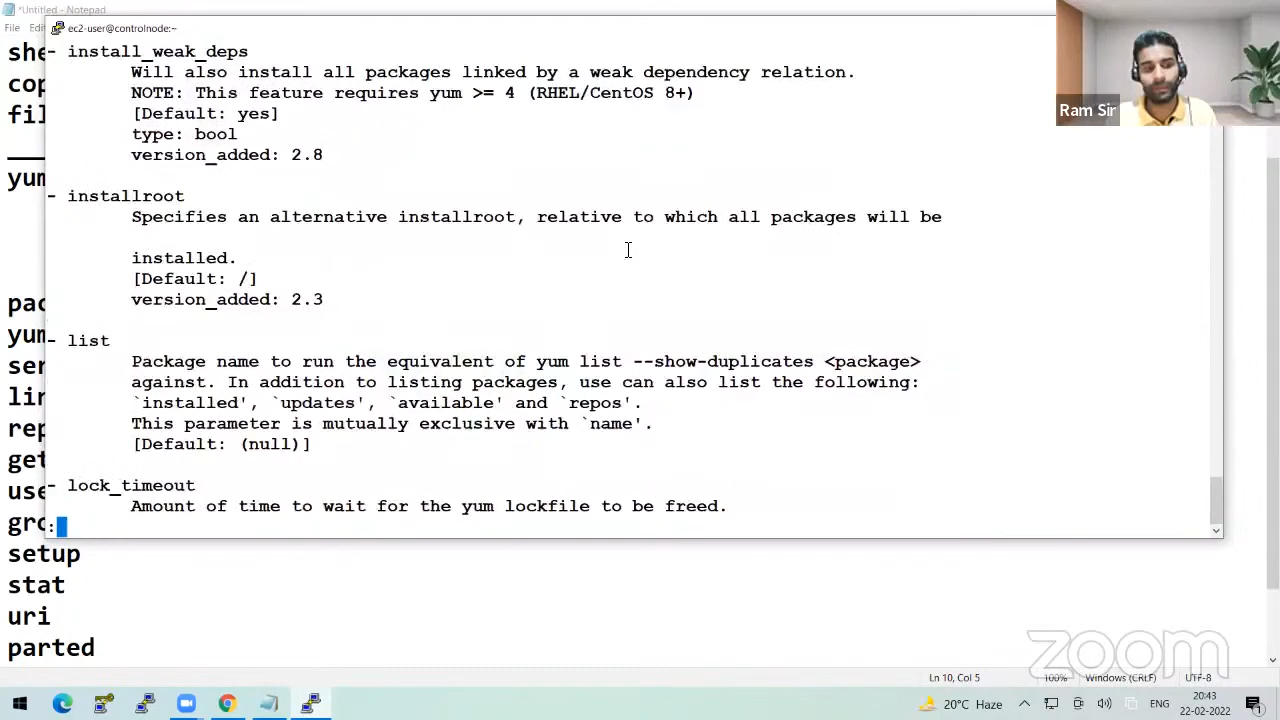 *Untitled - Notepad
File
ec2-user@controlnode:~
- install_weak_deps
Will also install all packages linked by a weak dependency relation.
NOTE: This feature requires yum >= 4 (RHEL/CentOS 8+)
[Default: yes]
type: bool
version_added: 2.8
- installroot
Specifies an alternative installroot, relative to which all packages will be
installed.
[Default: /]
version_added: 2.3
- list
Package name to run the equivalent of yum list --show-duplicates <package>
against. In addition to listing packages, use can also list the following:
`installed', `updates', `available' and `repos'.
This parameter is mutually exclusive with `name'.
[Default: (null)]
- lock_timeout
Amount of time to wait for the yum lockfile to be freed.
:
Ram Sir
yum
setup
stat
uri
parted
zoom
Ln 10, Col 5
100%
Windows (CRLF)
UTF-8
20°C Haze
ENG
20:43
22-02-2022
1